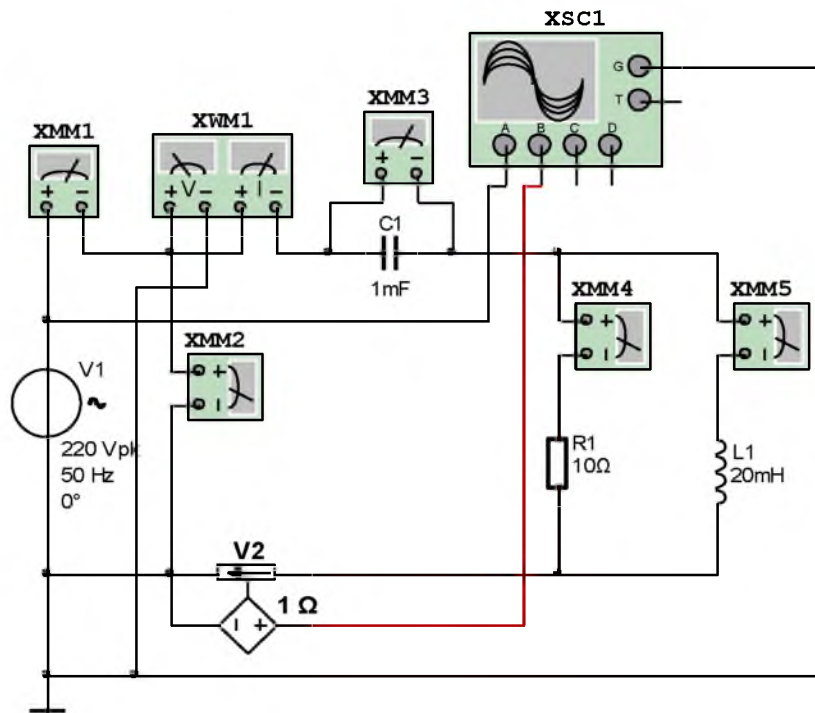 XSC1
G
T
A B C D
XMM1
+ -
XWM1
+ V - + I -
XMM3
+ -
C1
1mF
XMM2
+
-
XMM4
+
-
XMM5
+
-
V1
220 Vpk
50 Hz
0°
R1
10Ω
L1
20mH
V2
1 Ω
- +